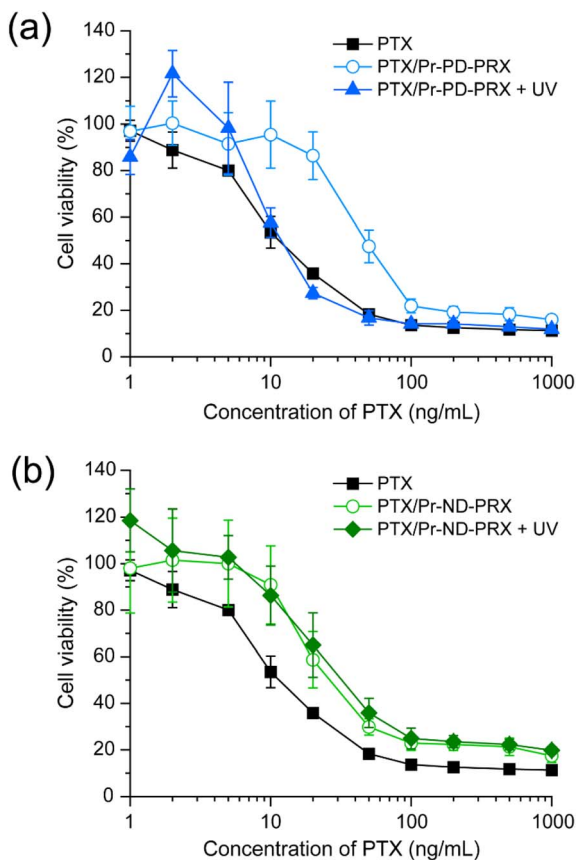 (a)
140
120
100
80
60
40
20
0
Cell viability (%)
PTX
PTX/Pr-PD-PRX
PTX/Pr-PD-PRX + UV
1 10 100 1000
Concentration of PTX (ng/mL)
(b)
140
120
100
80
60
40
20
0
Cell viability (%)
PTX
PTX/Pr-ND-PRX
PTX/Pr-ND-PRX + UV
1 10 100 1000
Concentration of PTX (ng/mL)